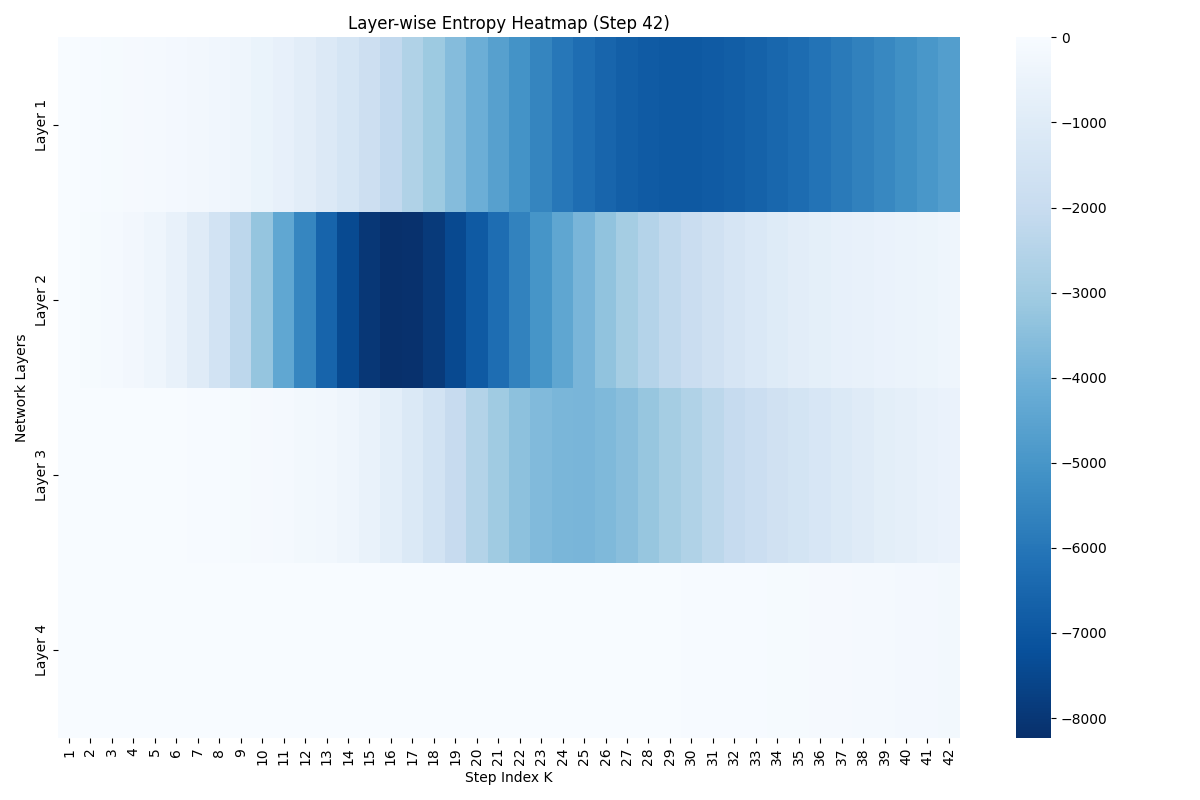 Layer-wise Entropy Heatmap (Step 42)
Network Layers
Layer 1
Layer 2
Layer 3
Layer 4
1 2 3 4 5 6 7 8 9 10 11 12 13 14 15 16 17 18 19 20 21 22 23 24 25 26 27 28 29 30 31 32 33 34 35 36 37 38 39 40 41 42
Step Index K
0
−1000
−2000
−3000
−4000
−5000
−6000
−7000
−8000